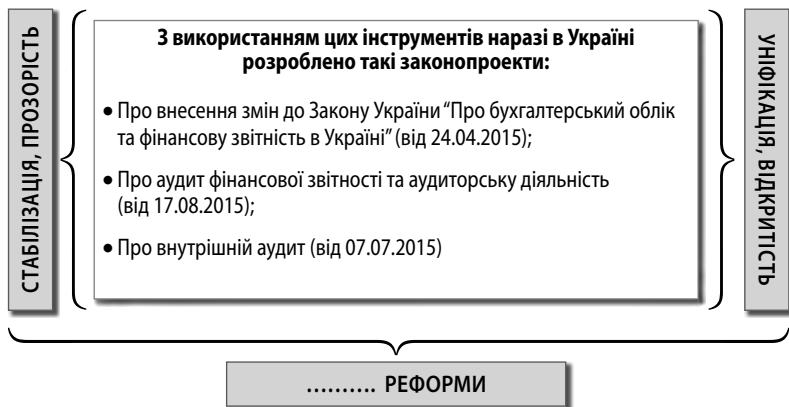 СТАБІЛІЗАЦІЯ, ПРОЗОРІСТЬ
З використанням цих інструментів наразі в Україні
розроблено такі законопроекти:
• Про внесення змін до Закону України “Про бухгалтерський облік
та фінансову звітність в Україні” (від 24.04.2015);
• Про аудит фінансової звітності та аудиторську діяльність
(від 17.08.2015);
• Про внутрішній аудит (від 07.07.2015)
УНІФІКАЦІЯ, ВІДКРИТІСТЬ
.......... РЕФОРМИ